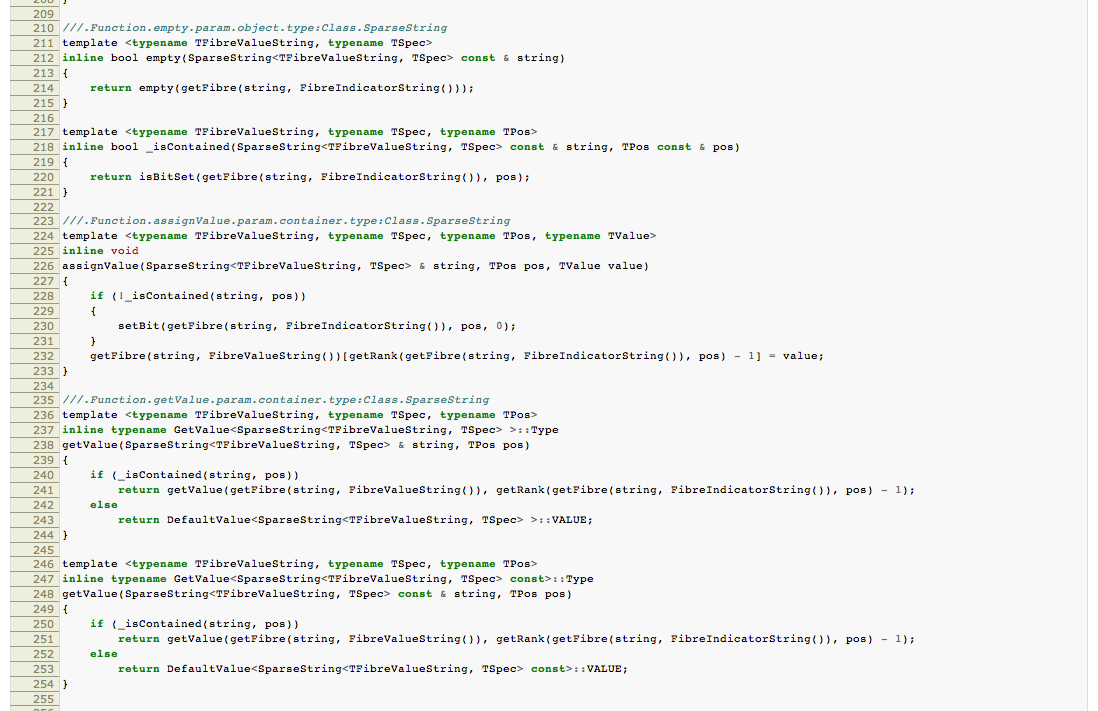 209
210 ///.Function.empty.param.object.type:Class.SparseString
211 template <typename TFibreValueString, typename TSpec>
212 inline bool empty(SparseString<TFibreValueString, TSpec> const & string)
213 {
214     return empty(getFibre(string, FibreIndicatorString()));
215 }
216
217 template <typename TFibreValueString, typename TSpec, typename TPos>
218 inline bool _isContained(SparseString<TFibreValueString, TSpec> const & string, TPos const & pos)
219 {
220     return isBitSet(getFibre(string, FibreIndicatorString()), pos);
221 }
222
223 ///.Function.assignValue.param.container.type:Class.SparseString
224 template <typename TFibreValueString, typename TSpec, typename TPos, typename TValue>
225 inline void
226 assignValue(SparseString<TFibreValueString, TSpec> & string, TPos pos, TValue value)
227 {
228     if (!_isContained(string, pos))
229     {
230         setBit(getFibre(string, FibreIndicatorString()), pos, 0);
231     }
232     getFibre(string, FibreValueString())[getRank(getFibre(string, FibreIndicatorString()), pos) - 1] = value;
233 }
234
235 ///.Function.getValue.param.container.type:Class.SparseString
236 template <typename TFibreValueString, typename TSpec, typename TPos>
237 inline typename GetValue<SparseString<TFibreValueString, TSpec> >::Type
238 getValue(SparseString<TFibreValueString, TSpec> & string, TPos pos)
239 {
240     if (_isContained(string, pos))
241         return getValue(getFibre(string, FibreValueString()), getRank(getFibre(string, FibreIndicatorString()), pos) - 1);
242     else
243         return DefaultValue<SparseString<TFibreValueString, TSpec> >::VALUE;
244 }
245
246 template <typename TFibreValueString, typename TSpec, typename TPos>
247 inline typename GetValue<SparseString<TFibreValueString, TSpec> const>::Type
248 getValue(SparseString<TFibreValueString, TSpec> const & string, TPos pos)
249 {
250     if (_isContained(string, pos))
251         return getValue(getFibre(string, FibreValueString()), getRank(getFibre(string, FibreIndicatorString()), pos) - 1);
252     else
253         return DefaultValue<SparseString<TFibreValueString, TSpec> const>::VALUE;
254 }
255